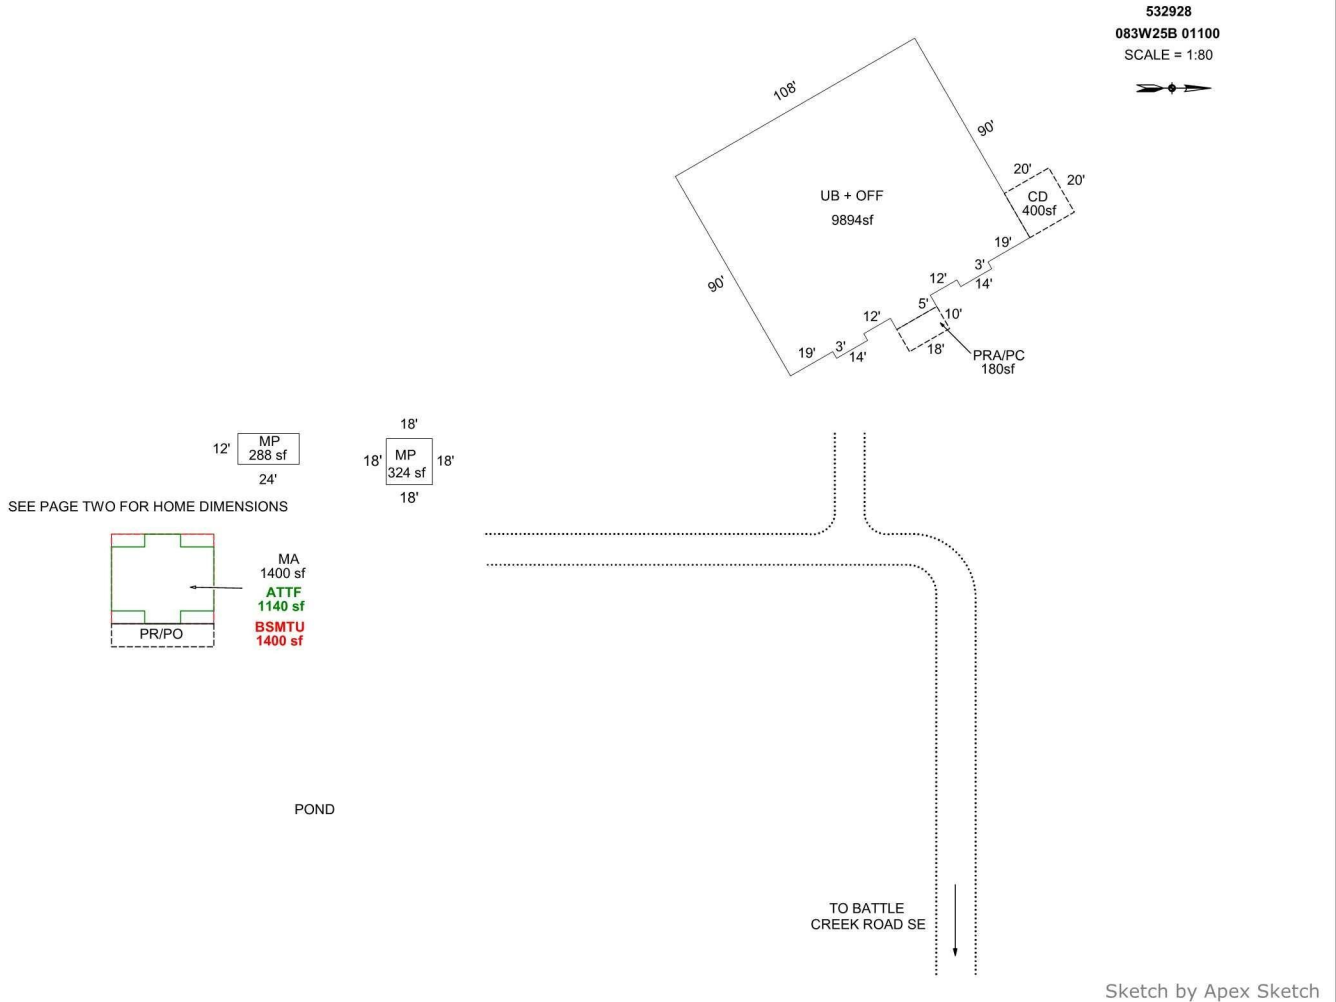 532928
083W25B 01100
SCALE = 1:80
108'
90'
20'
20'
CD
400sf
UB + OFF
9894sf
19'
3'
14'
12'
90'
5'
10'
12'
18'
19'
3'
14'
PRA/PC
180sf
18'
12'
MP
288 sf
24'
18'
MP
324 sf
18'
18'
SEE PAGE TWO FOR HOME DIMENSIONS
MA
1400 sf
ATTF
1140 sf
BSMTU
1400 sf
PR/PO
POND
TO BATTLE
CREEK ROAD SE
Sketch by Apex Sketch